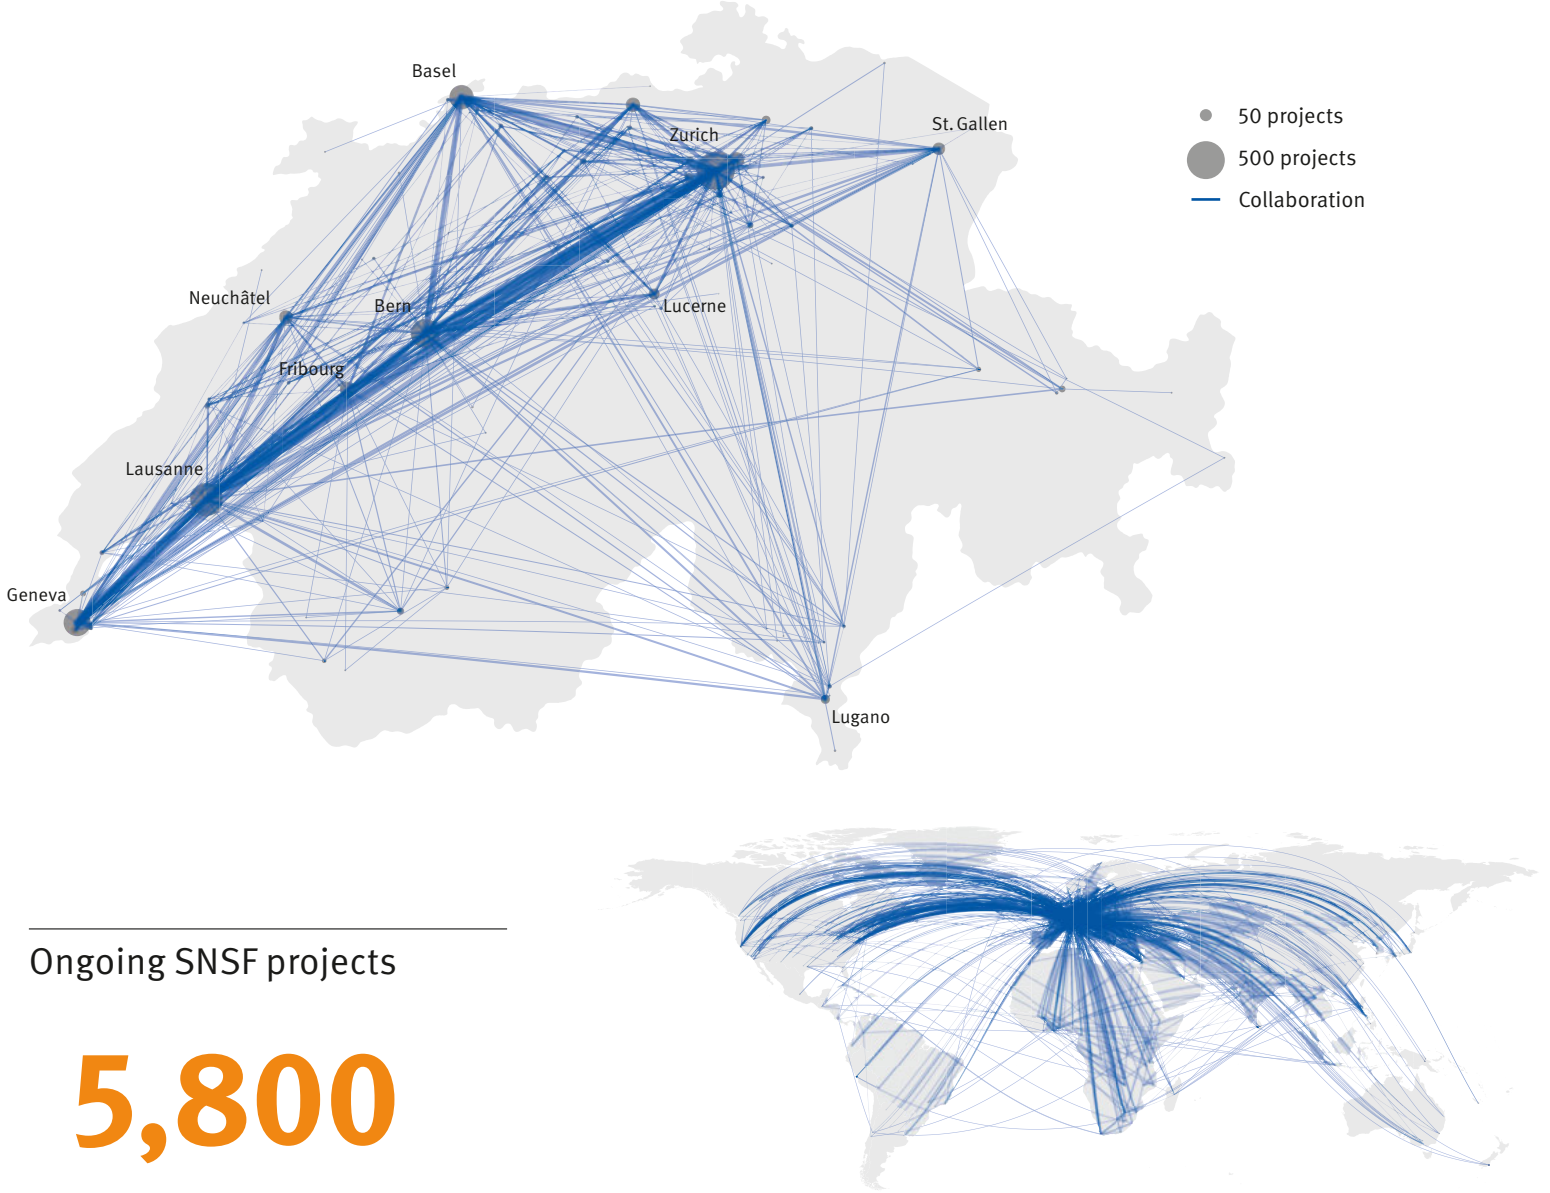 Basel
Zurich
St. Gallen
50 projects
500 projects
Collaboration
Neuchâtel
Bern
Lucerne
Fribourg
Lausanne
Geneva
Lugano
Ongoing SNSF projects
5,800